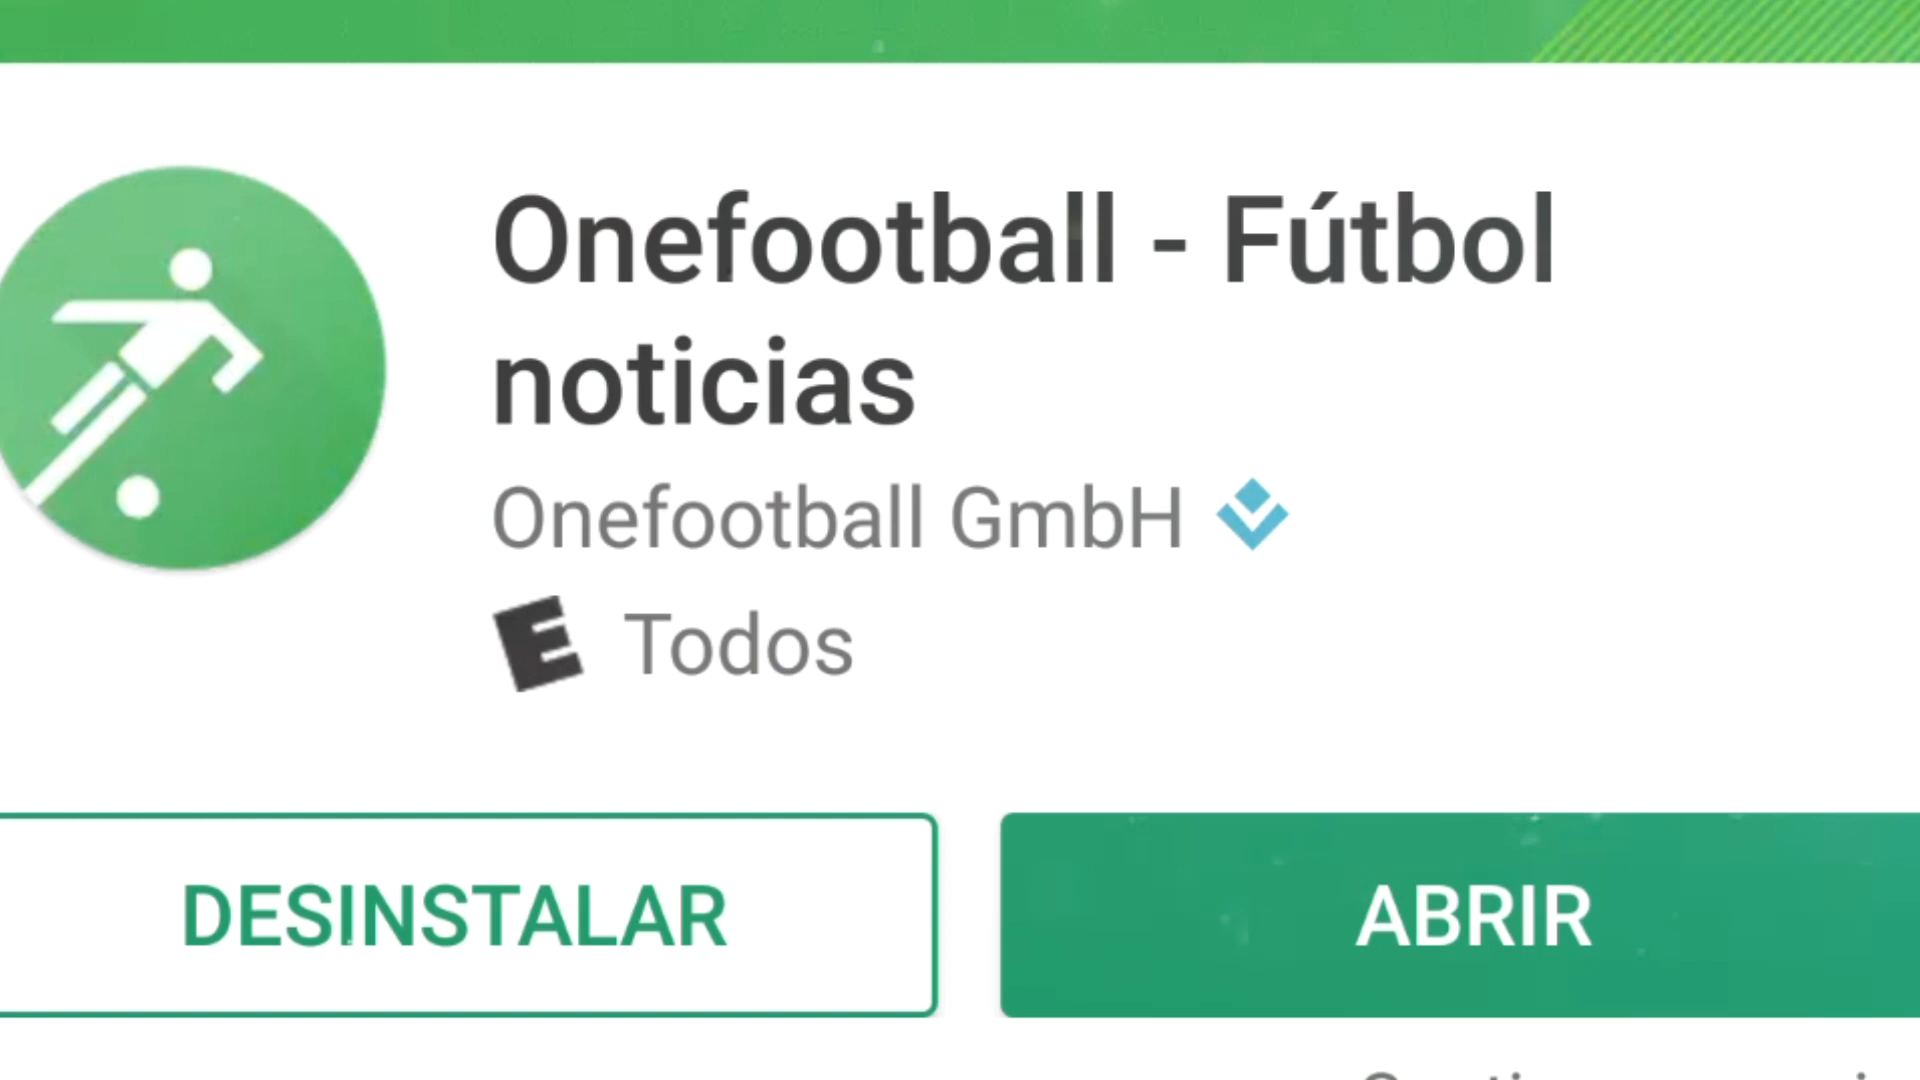 Onefootball - Fútbol
noticias
Onefootball GmbH
E Todos
DESINSTALAR
ABRIR